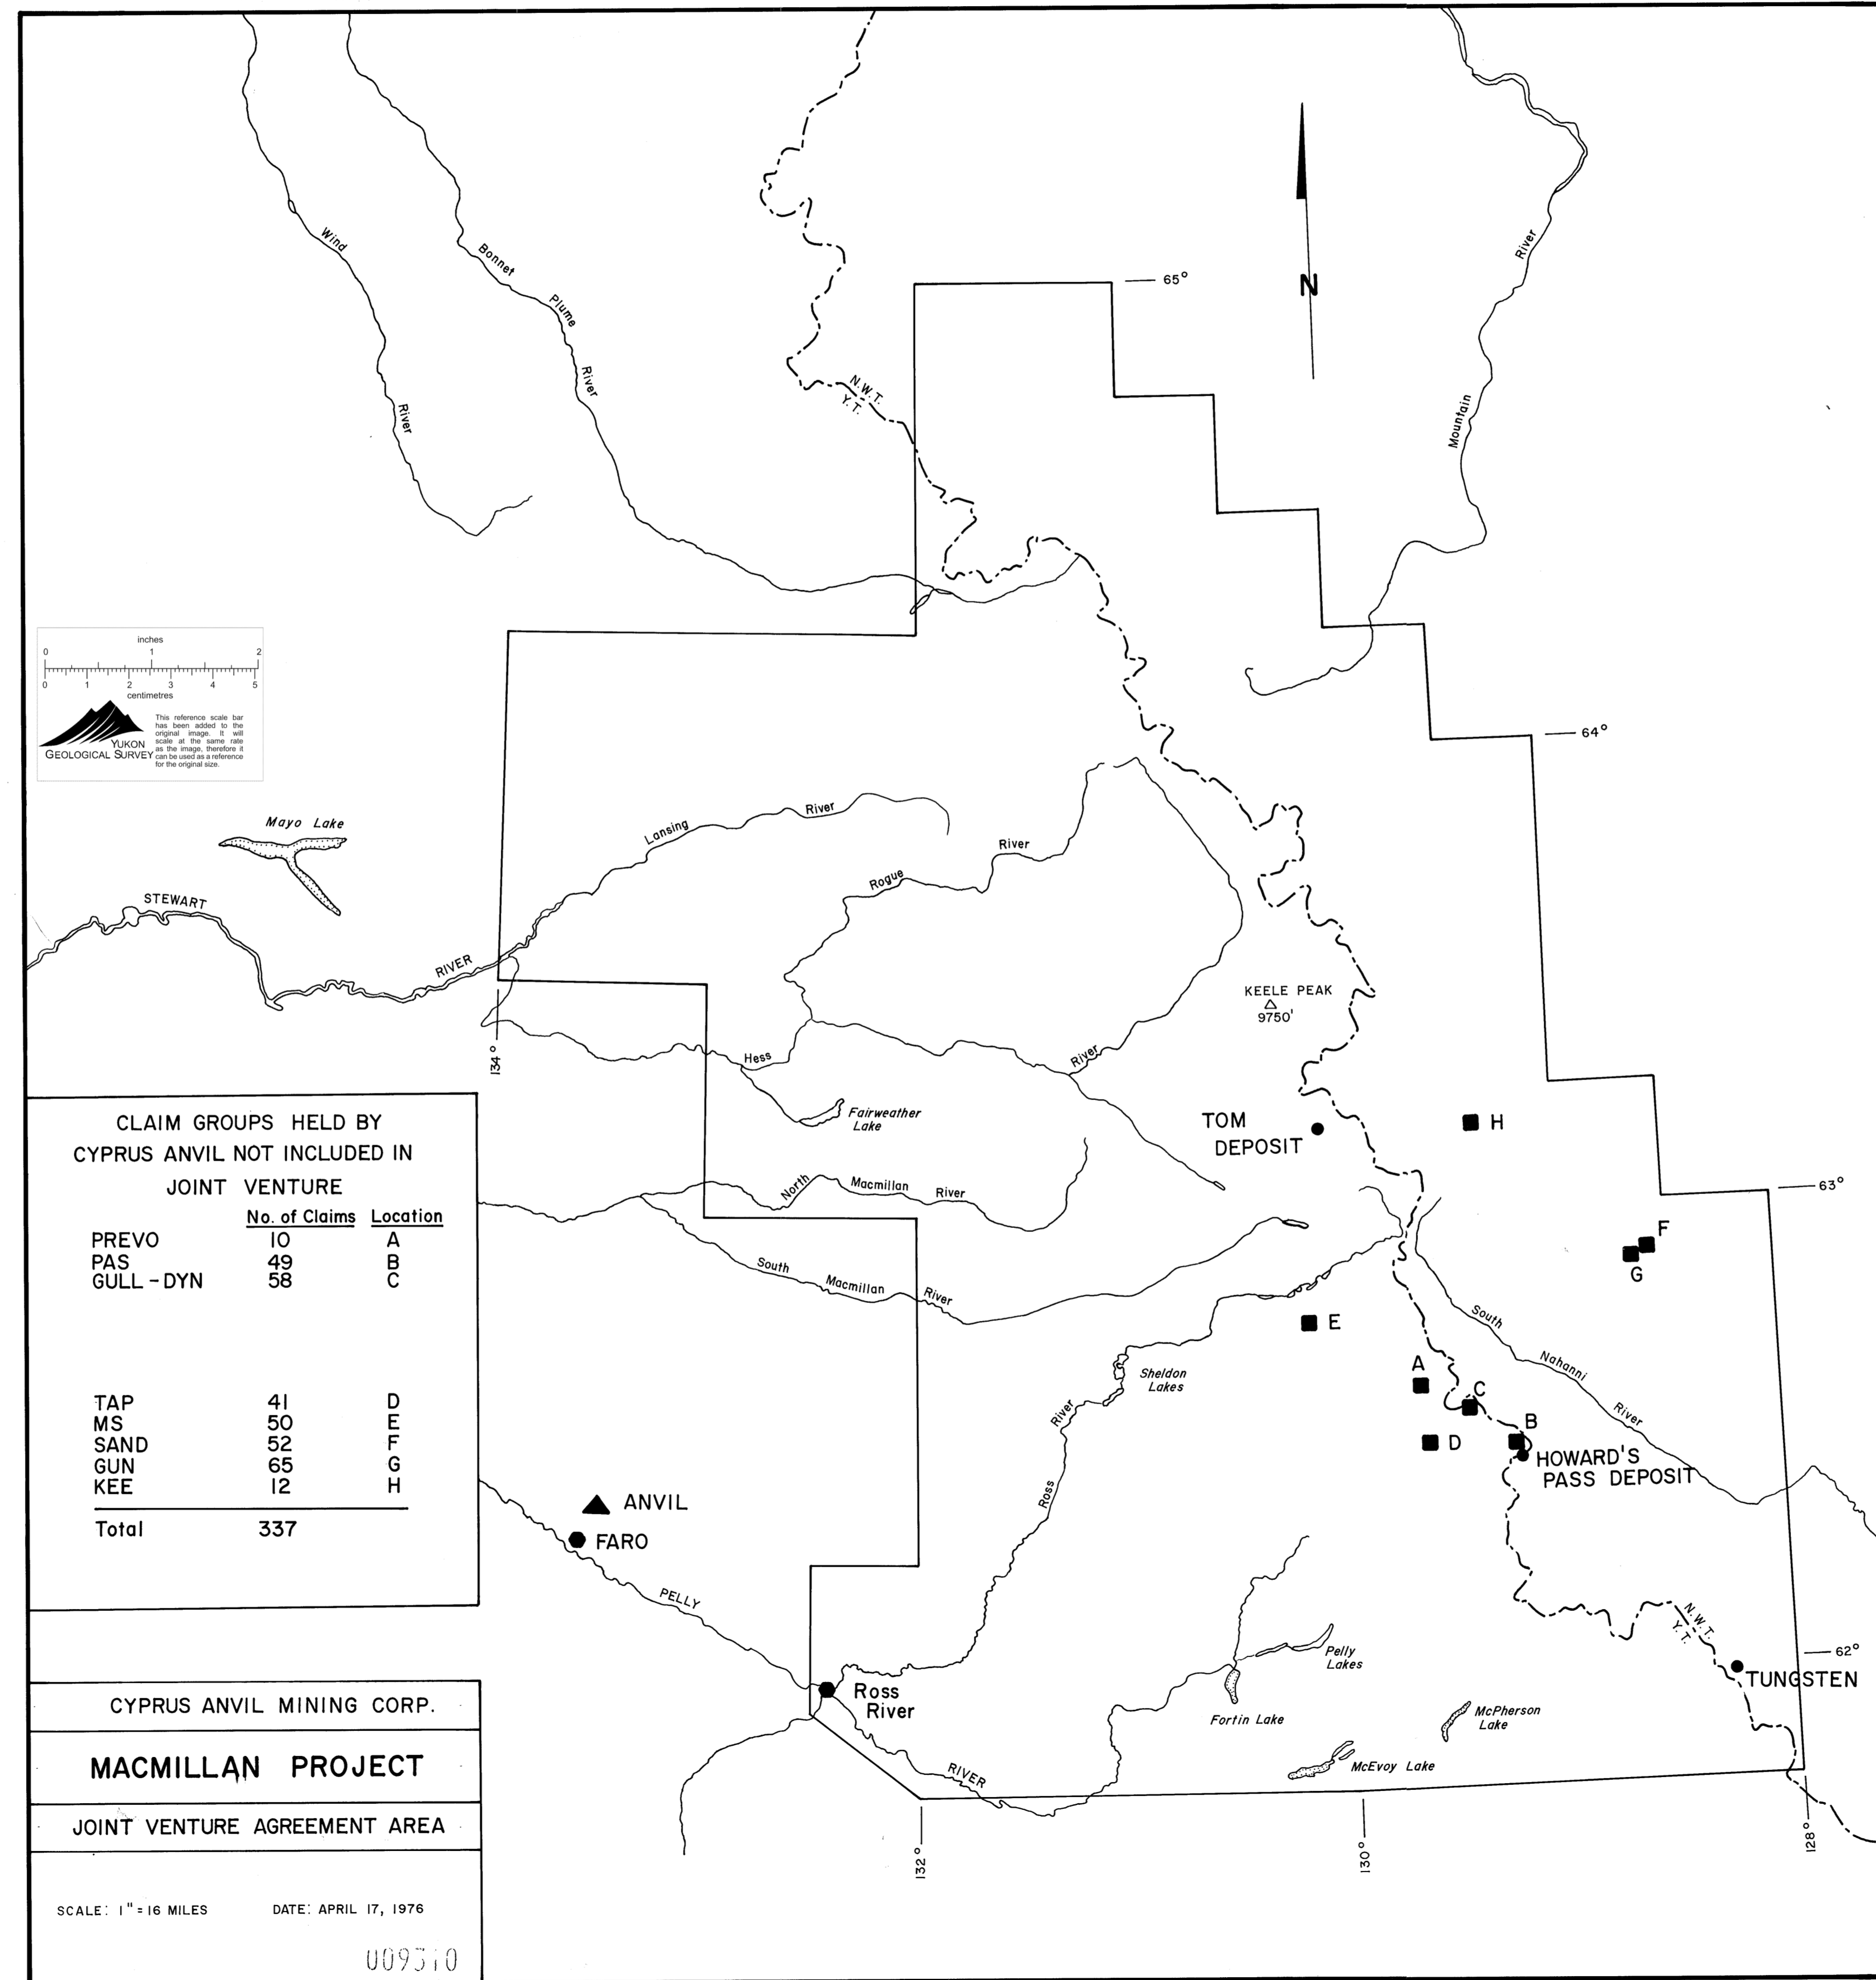 Wind
River
Bonnet
Plume
River
N.W.T.
Y.T.
65°
N
River
Mountain
inches
0 1 2
0 1 2 3 4 5
centimetres
YUKON
GEOLOGICAL SURVEY
This reference scale bar
has been added to the
original image. It will
scale at the same rate
as the image, therefore it
can be used as a reference
for the original size.
64°
Mayo Lake
STEWART
RIVER
Lansing
River
Rogue
River
134°
Hess
River
KEELE PEAK
9750'
Fairweather
Lake
TOM
DEPOSIT
H
63°
North
Macmillan
River
South
Macmillan
River
F
G
E
South
Nahanni
River
A
C
B
D
HOWARD'S
PASS DEPOSIT
Sheldon
Lakes
River
Ross
CLAIM GROUPS HELD BY
CYPRUS ANVIL NOT INCLUDED IN
JOINT VENTURE
No. of Claims Location
PREVO 10 A
PAS 49 B
GULL-DYN 58 C
TAP 41 D
MS 50 E
SAND 52 F
GUN 65 G
KEE 12 H
Total 337
ANVIL
FARO
PELLY
Ross
River
RIVER
Pelly
Lakes
Fortin Lake
McPherson
Lake
McEvoy Lake
N.W.T.
Y.T.
62°
TUNGSTEN
132°
130°
128°
CYPRUS ANVIL MINING CORP.
MACMILLAN PROJECT
JOINT VENTURE AGREEMENT AREA
SCALE: 1"=16 MILES DATE: APRIL 17, 1976